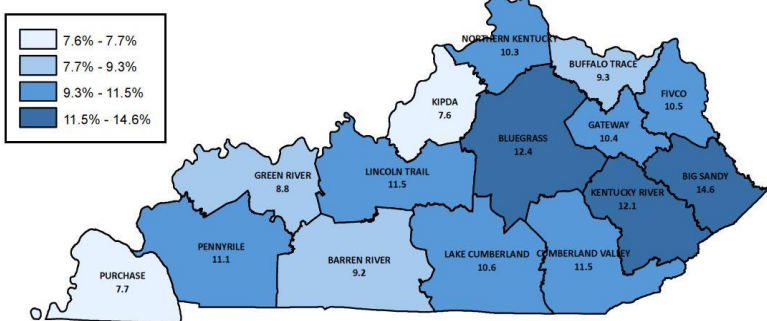 7.6% - 7.7%
7.7% - 9.3%
9.3% - 11.5%
11.5% - 14.6%
NORTHERN KENTUCKY
10.3
BUFFALO TRACE
9.3
FIVCO
10.5
KIPDA
7.6
GATEWAY
10.4
BLUEGRASS
12.4
GREEN RIVER
8.8
LINCOLN TRAIL
11.5
BIG SANDY
14.6
KENTUCKY RIVER
12.1
PENNYRILE
11.1
BARREN RIVER
9.2
LAKE CUMBERLAND
10.6
CUMBERLAND VALLEY
11.5
PURCHASE
7.7